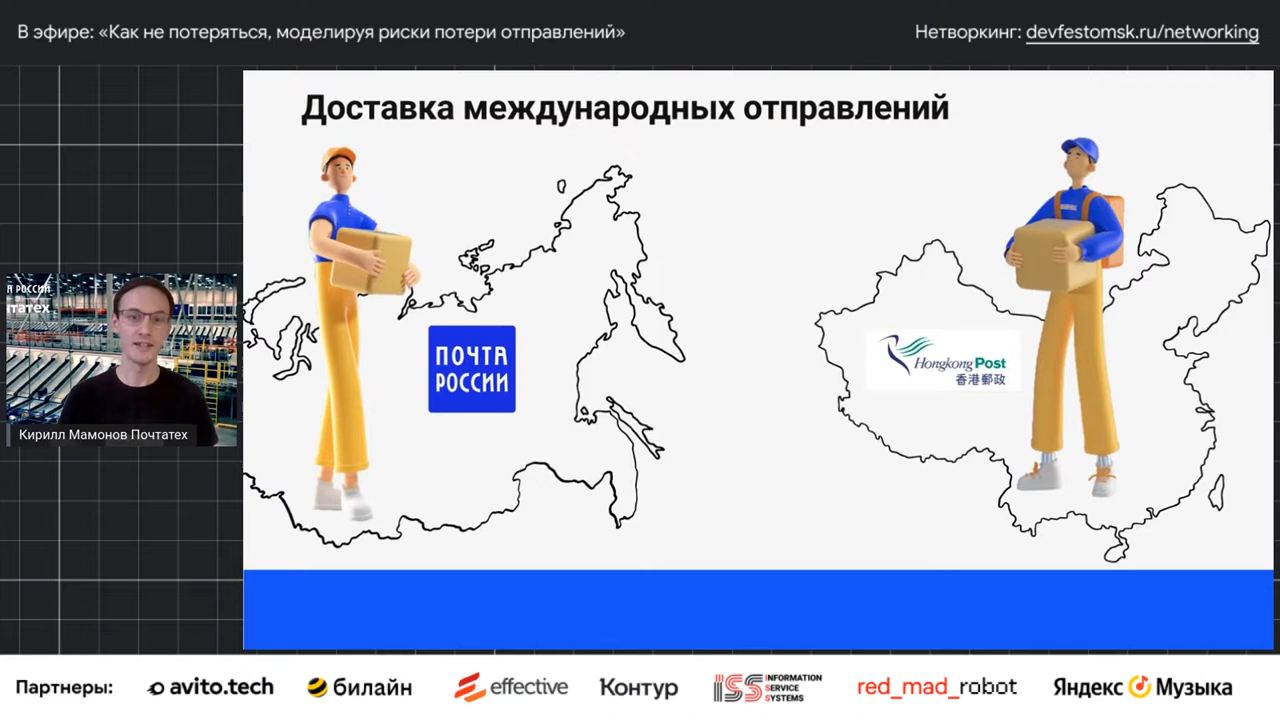 В эфире: «Как не потеряться, моделируя риски потери отправлений»
Нетворкинг: devfestomsk.ru/networking
Доставка международных отправлений
ПОЧТА
РОССИИ
Hongkong Post
香港郵政
А РОССИИ
чтатех
Кирилл Мамонов Почтатех
Партнеры:
avito.tech
билайн
effective
Контур
ISS INFORMATION
SERVICE
SYSTEMS
red_mad_robot
Яндекс Музыка